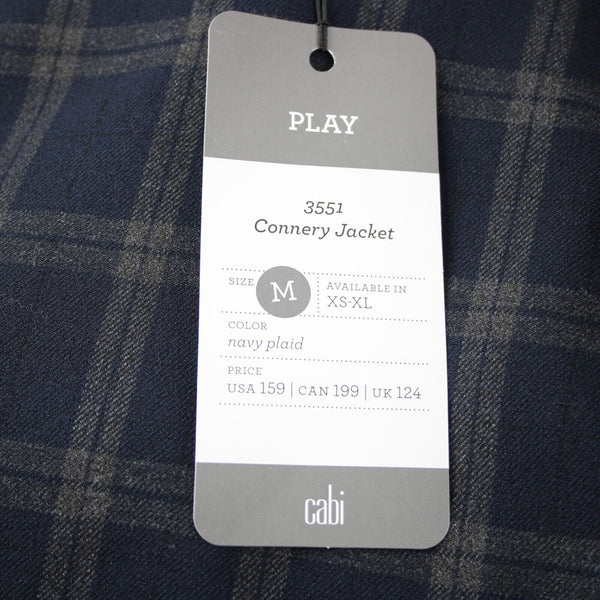 PLAY
3551
Connery Jacket
SIZE M AVAILABLE IN
XS-XL
COLOR
navy plaid
PRICE
USA 159 | CAN 199 | UK 124
cabi